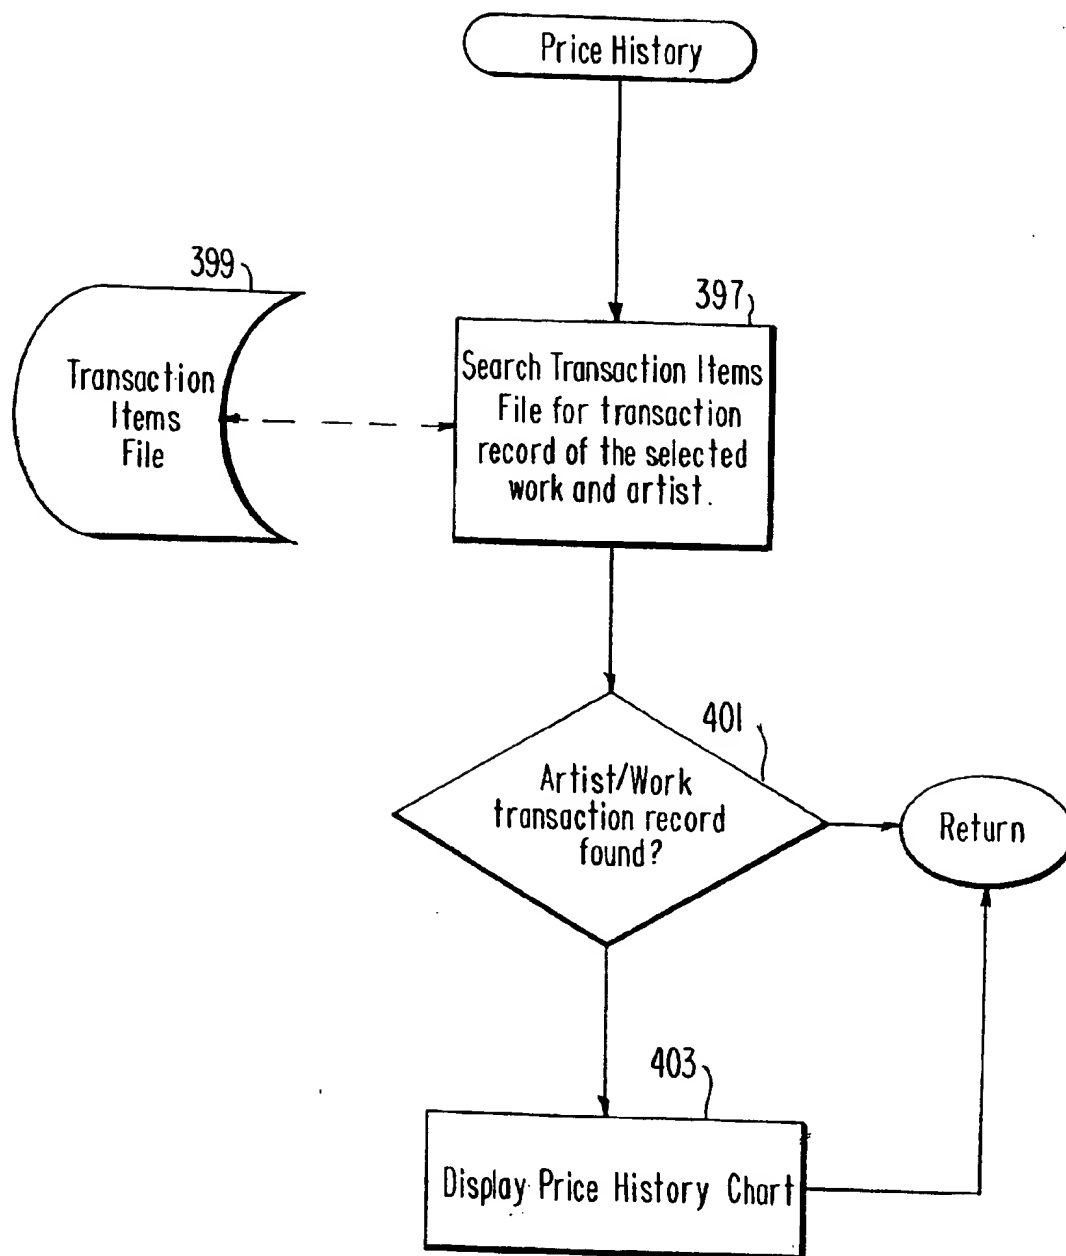 Price History
399
397
Transaction
Items
File
Search Transaction Items
File for transaction
record of the selected
work and artist.
401
Artist/Work
transaction record
found?
Return
403
Display Price History Chart